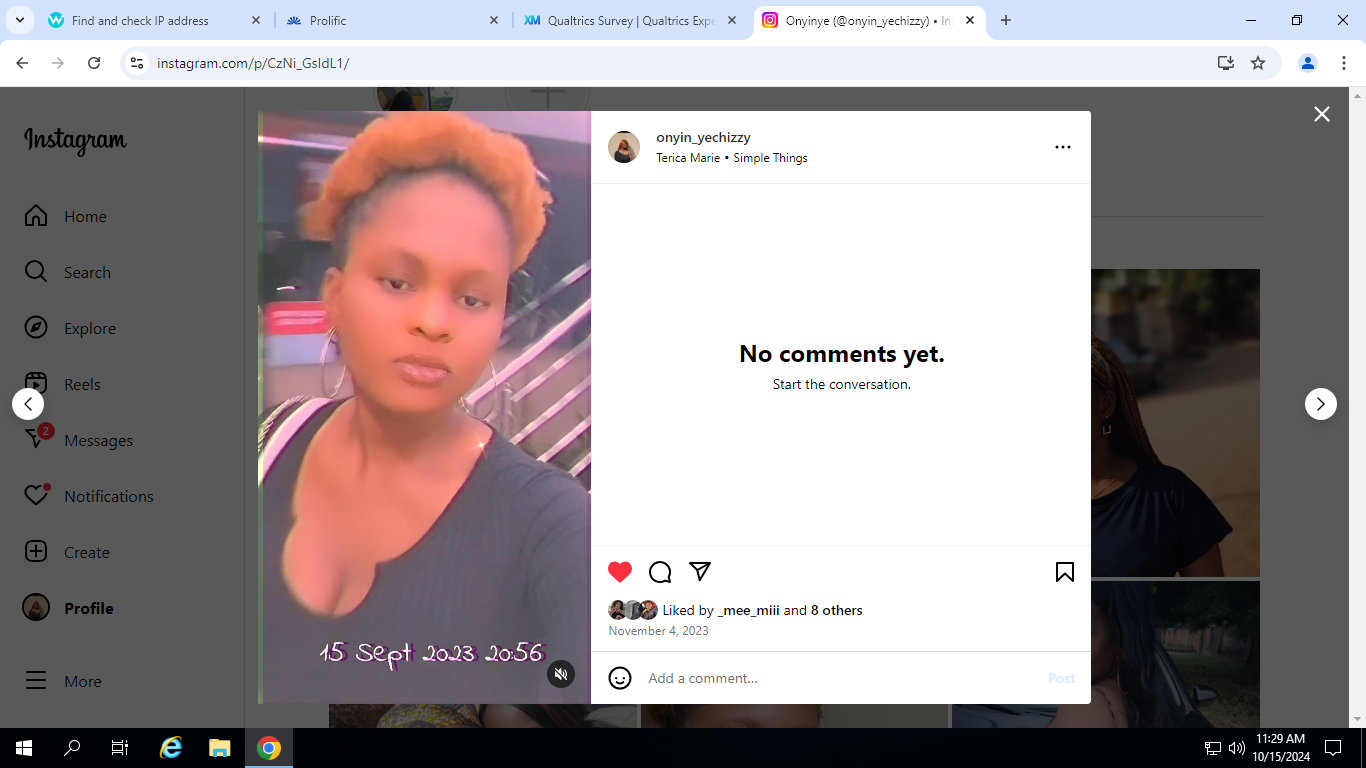 Find and check IP address
Prolific
XM Qualtrics Survey | Qualtrics Expe
Onyinye (@onyin_yechizzy) • In
instagram.com/p/CzNi_GsIdL1/
Instagram
Home
Search
Explore
Reels
2
Messages
Notifications
Create
Profile
More
15 Sept 2023 20:56
onyin_yechizzy
Terica Marie • Simple Things
No comments yet.
Start the conversation.
Liked by _mee_miii and 8 others
November 4, 2023
Add a comment...
Post
11:29 AM
10/15/2024